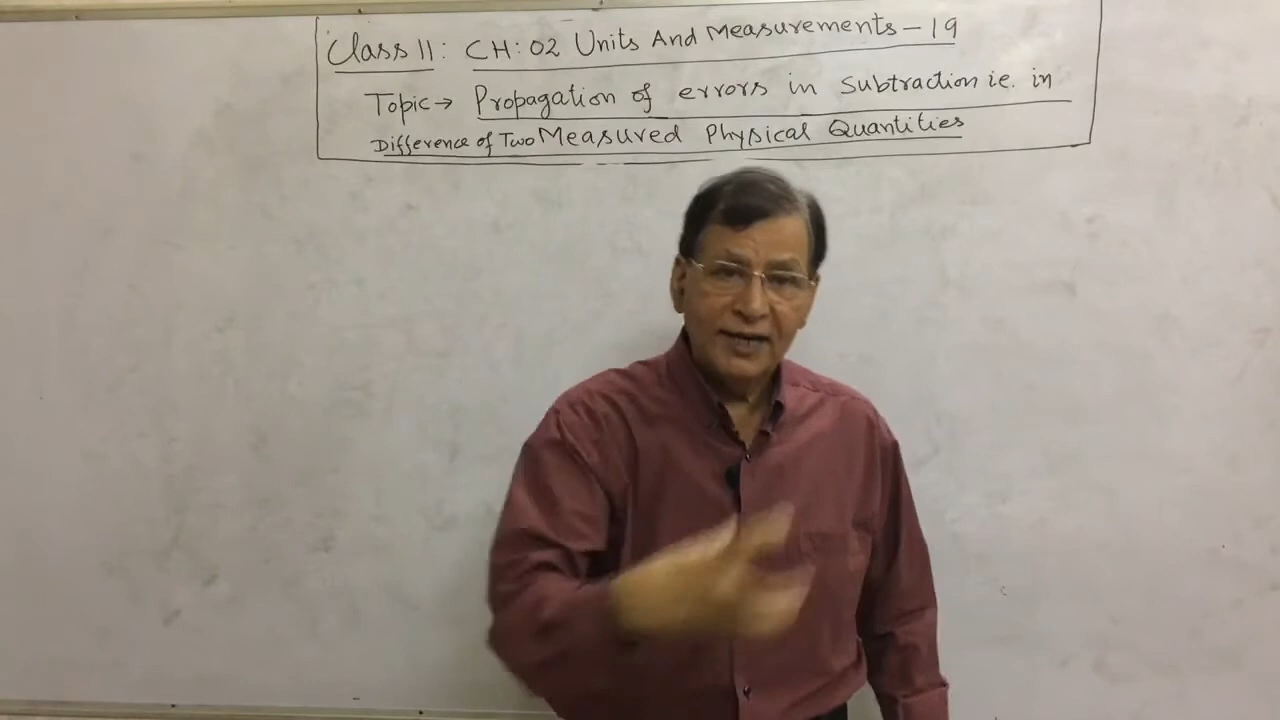 Class 11: CH: 02 Units And Measurements - 19
Topic → Propagation of errors in Subtraction ie. in
Difference of Two Measured Physical Quantities